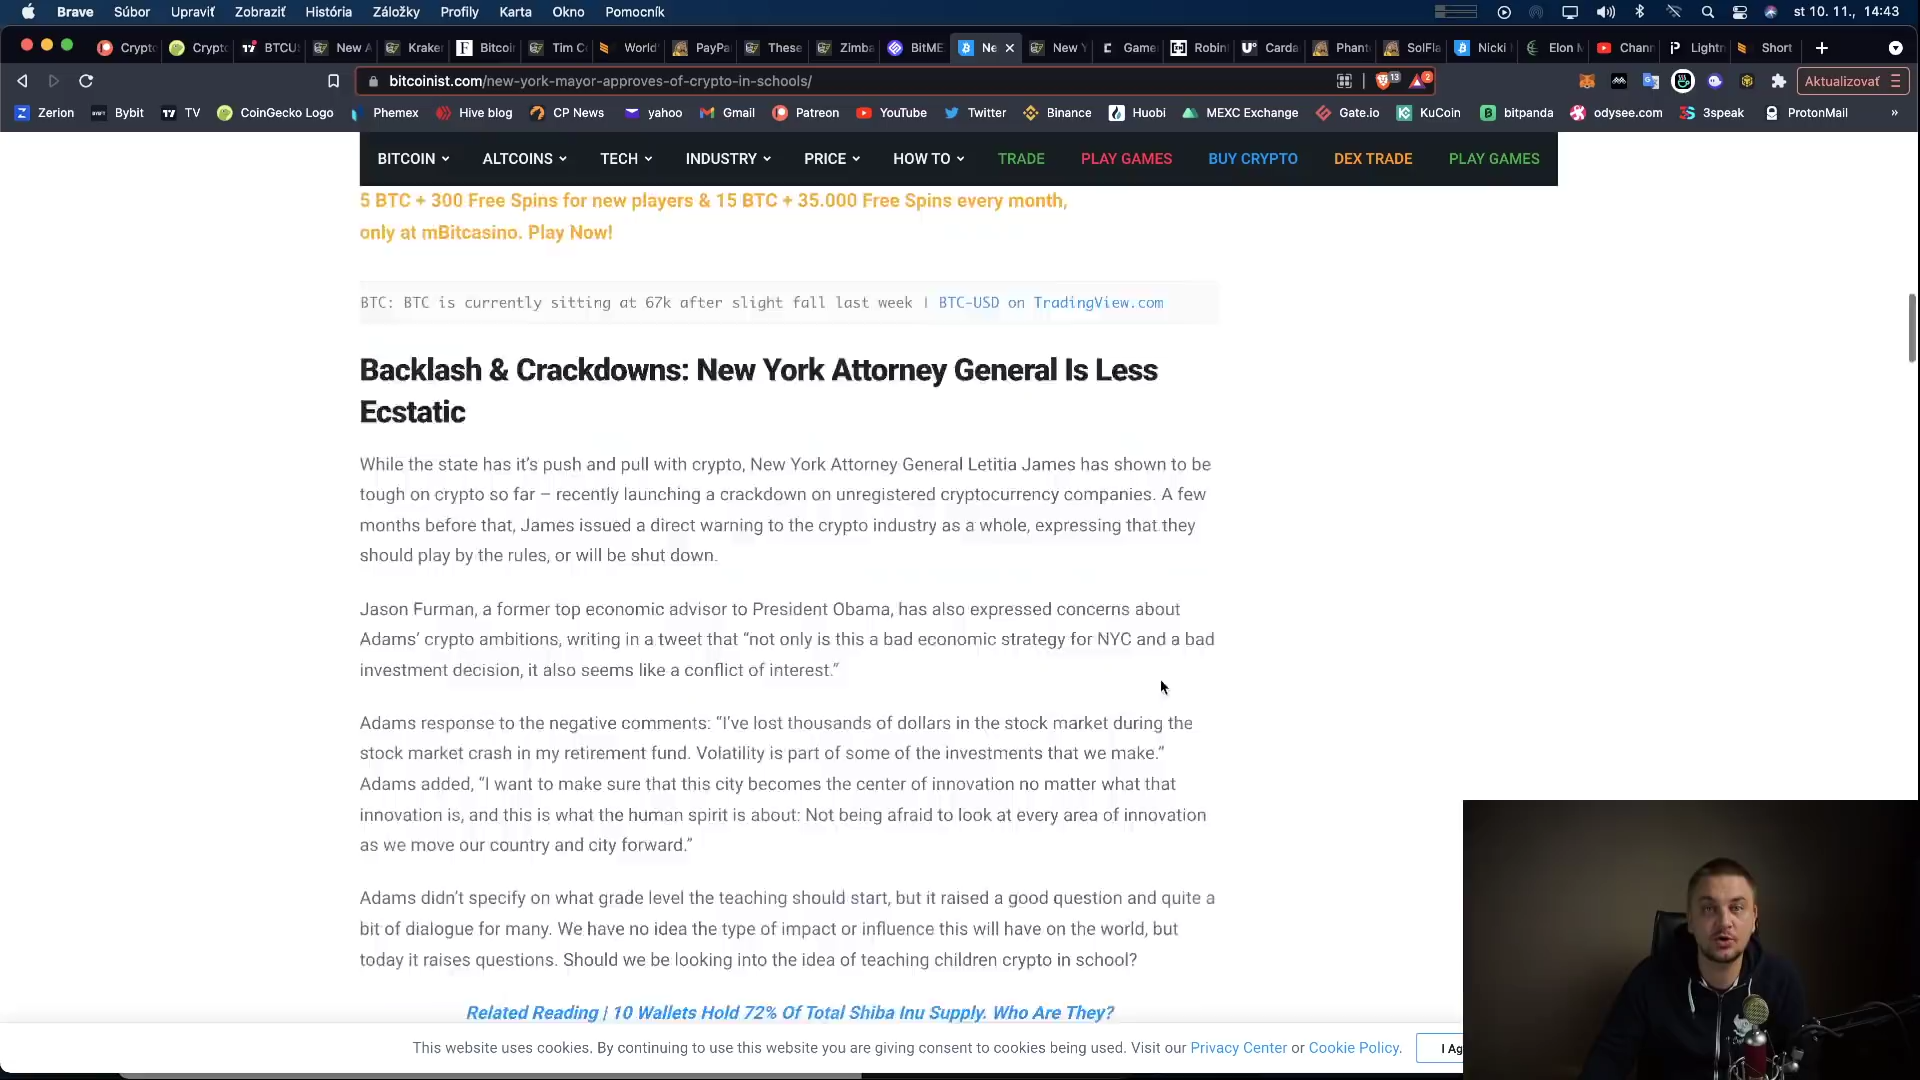 Brave Súbor Upraviť Zobraziť História Záložky Profily Karta Okno Pomocník st 10. 11., 14:43
Crypto Crypto BTCU New A Krake Bitcoi Tim C World PayPa These Zimba BitME Ne New Y Game Robin Carda Phant SolFla Nicki Elon M Chann Lightn Short
bitcoinist.com/new-york-mayor-approves-of-crypto-in-schools/ 13 2 Aktualizovať
Zerion Bybit TV CoinGecko Logo Phemex Hive blog CP News yahoo Gmail Patreon YouTube Twitter Binance Huobi MEXC Exchange Gate.io KuCoin bitpanda odysee.com 3speak ProtonMail »
BITCOIN ALTCOINS TECH INDUSTRY PRICE HOW TO TRADE PLAY GAMES BUY CRYPTO DEX TRADE PLAY GAMES
5 BTC + 300 Free Spins for new players & 15 BTC + 35.000 Free Spins every month,
only at mBitcasino. Play Now!
BTC: BTC is currently sitting at 67k after slight fall last week | BTC-USD on TradingView.com
Backlash & Crackdowns: New York Attorney General Is Less
Ecstatic
While the state has it’s push and pull with crypto, New York Attorney General Letitia James has shown to be
tough on crypto so far – recently launching a crackdown on unregistered cryptocurrency companies. A few
months before that, James issued a direct warning to the crypto industry as a whole, expressing that they
should play by the rules, or will be shut down.
Jason Furman, a former top economic advisor to President Obama, has also expressed concerns about
Adams’ crypto ambitions, writing in a tweet that “not only is this a bad economic strategy for NYC and a bad
investment decision, it also seems like a conflict of interest.”
Adams response to the negative comments: “I’ve lost thousands of dollars in the stock market during the
stock market crash in my retirement fund. Volatility is part of some of the investments that we make.”
Adams added, “I want to make sure that this city becomes the center of innovation no matter what that
innovation is, and this is what the human spirit is about: Not being afraid to look at every area of innovation
as we move our country and city forward.”
Adams didn’t specify on what grade level the teaching should start, but it raised a good question and quite a
bit of dialogue for many. We have no idea the type of impact or influence this will have on the world, but
today it raises questions. Should we be looking into the idea of teaching children crypto in school?
Related Reading | 10 Wallets Hold 72% Of Total Shiba Inu Supply. Who Are They?
This website uses cookies. By continuing to use this website you are giving consent to cookies being used. Visit our Privacy Center or Cookie Policy. I Ag